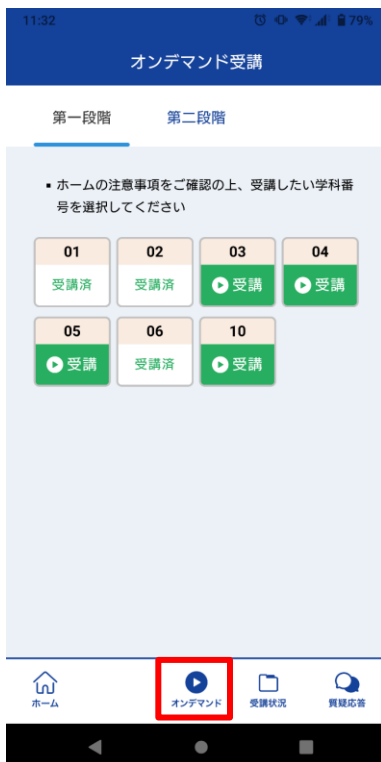 11:32
79%
オンデマンド受講
第一段階 第二段階
▪ ホームの注意事項をご確認の上、受講したい学科番
号を選択してください
01 02 03 04
受講済 受講済 受講 受講
05 06 10
受講 受講済 受講
ホーム オンデマンド 受講状況 質疑応答